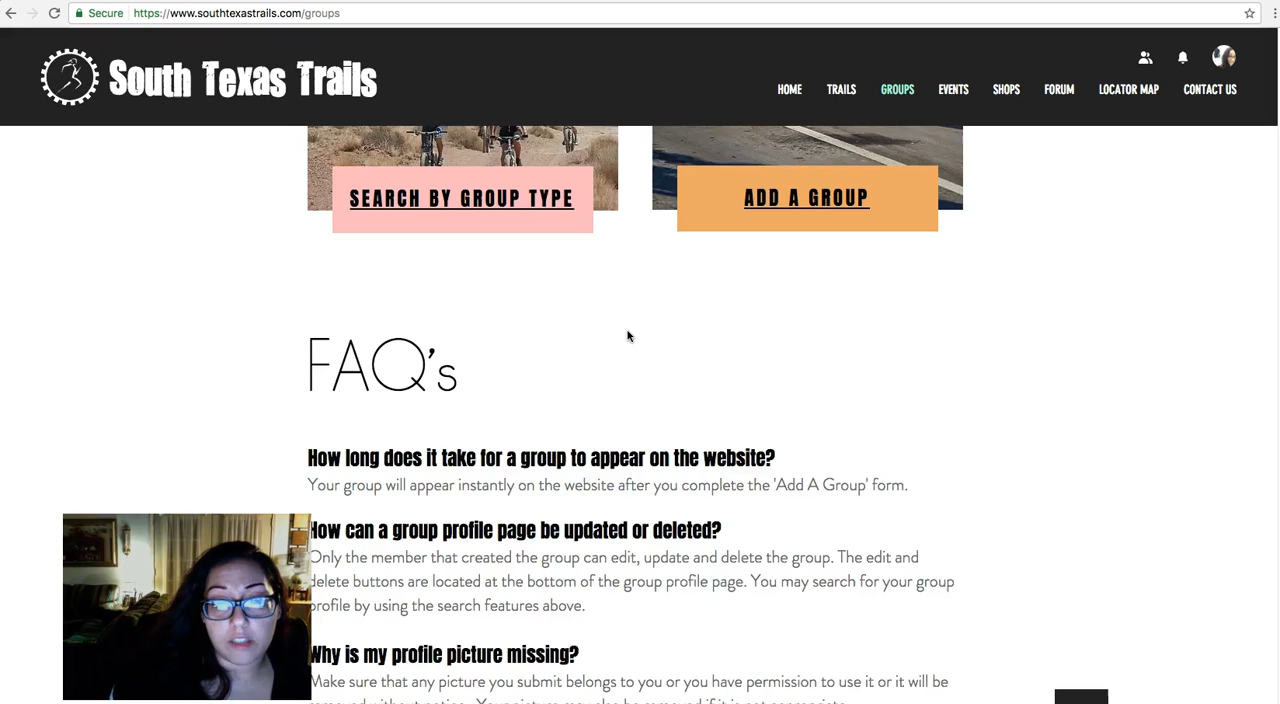 Secure https://www.southtexastrails.com/groups
South Texas Trails
HOME TRAILS GROUPS EVENTS SHOPS FORUM LOCATOR MAP CONTACT US
SEARCH BY GROUP TYPE
ADD A GROUP
FAQ's
How long does it take for a group to appear on the website?
Your group will appear instantly on the website after you complete the 'Add A Group' form.
How can a group profile page be updated or deleted?
Only the member that created the group can edit, update and delete the group. The edit and
delete buttons are located at the bottom of the group profile page. You may search for your group
profile by using the search features above.
Why is my profile picture missing?
Make sure that any picture you submit belongs to you or you have permission to use it or it will be